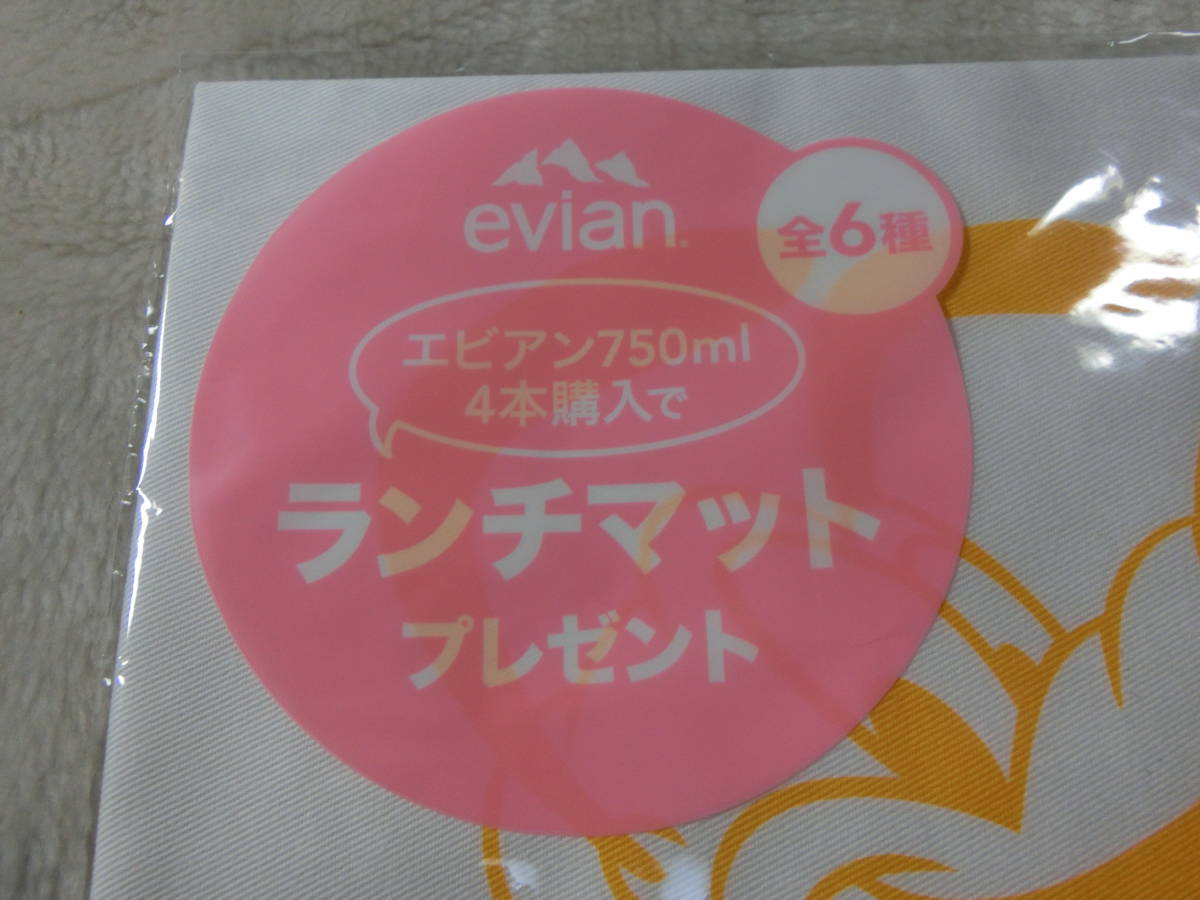 evian
全6種
エビアン750ml
4本購入で
ランチマット
プレゼント